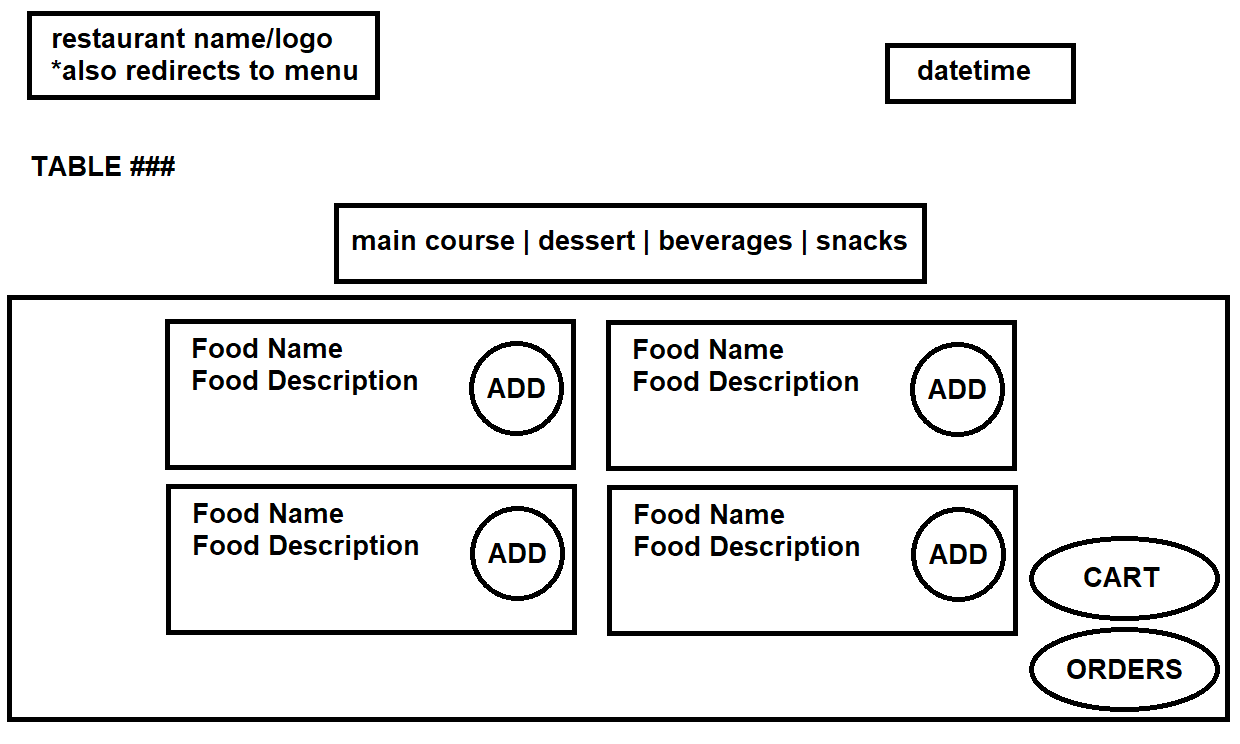 restaurant name/logo
*also redirects to menu
datetime
TABLE ###
main course | dessert | beverages | snacks
Food Name
Food Description
ADD
Food Name
Food Description
ADD
Food Name
Food Description
ADD
Food Name
Food Description
ADD
CART
ORDERS